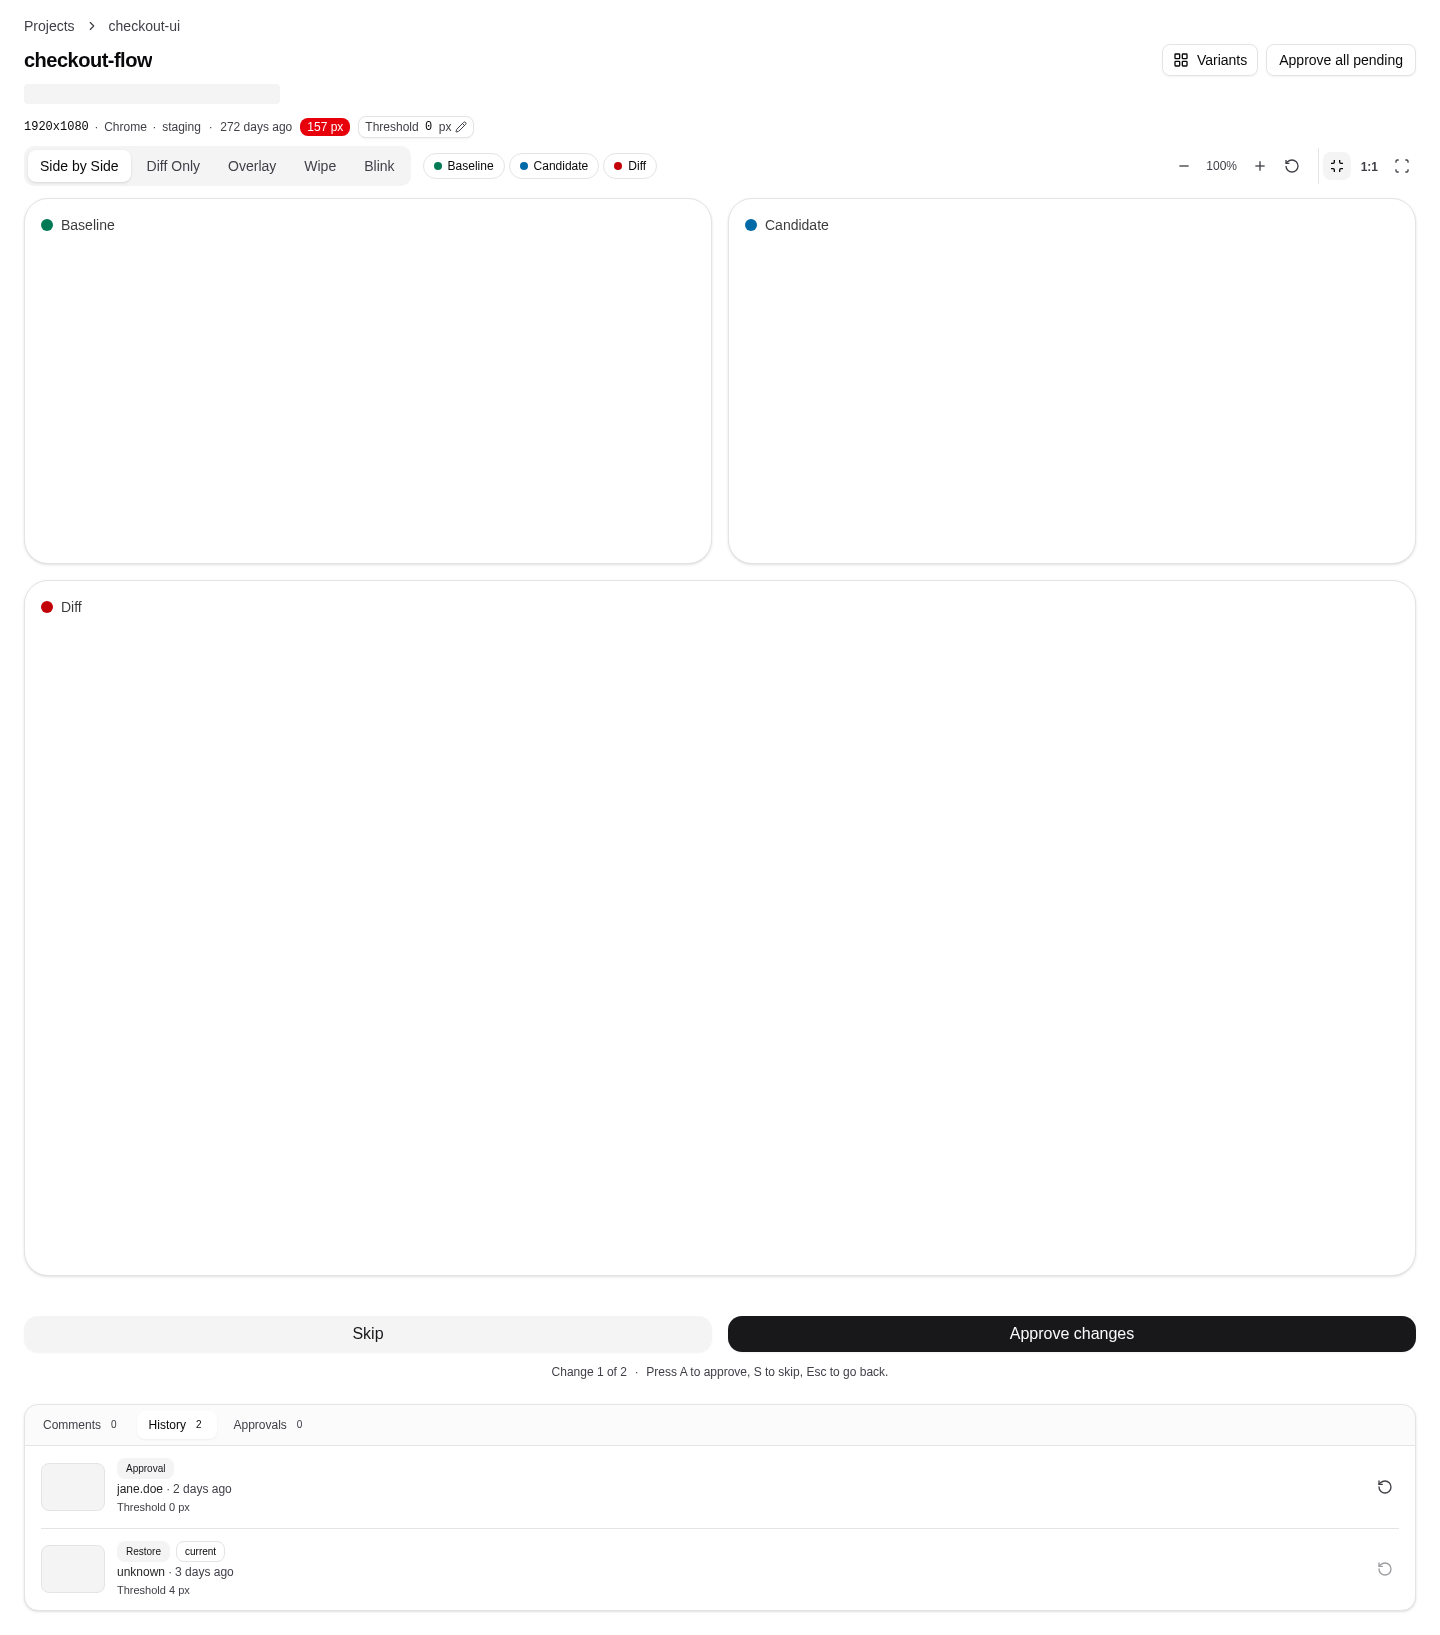 Projects > checkout-ui
checkout-flow
Variants
Approve all pending
1920x1080 · Chrome · staging · 272 days ago 157 px Threshold 0 px
Side by Side Diff Only Overlay Wipe Blink Baseline Candidate Diff 100% 1:1
Baseline
Candidate
Diff
Skip
Approve changes
Change 1 of 2 · Press A to approve, S to skip, Esc to go back.
Comments 0 History 2 Approvals 0
Approval
jane.doe · 2 days ago
Threshold 0 px
Restore current
unknown · 3 days ago
Threshold 4 px